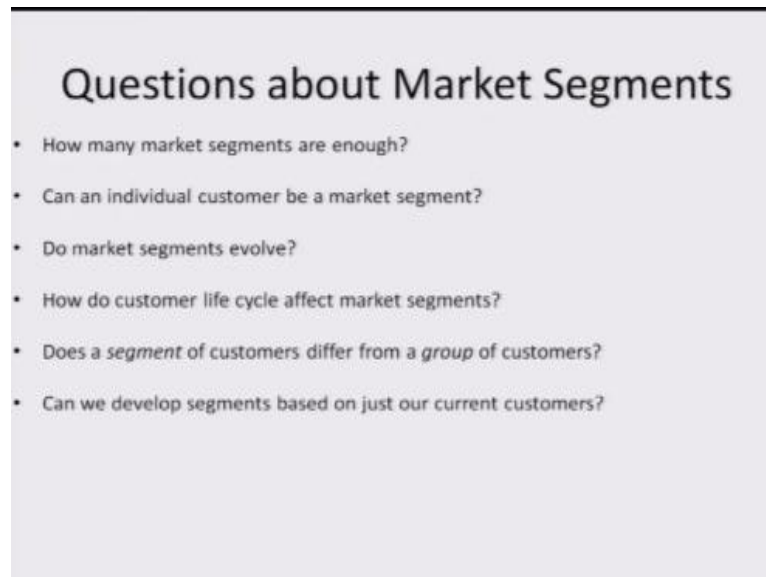 Questions about Market Segments
• How many market segments are enough?
• Can an individual customer be a market segment?
• Do market segments evolve?
• How do customer life cycle affect market segments?
• Does a segment of customers differ from a group of customers?
• Can we develop segments based on just our current customers?